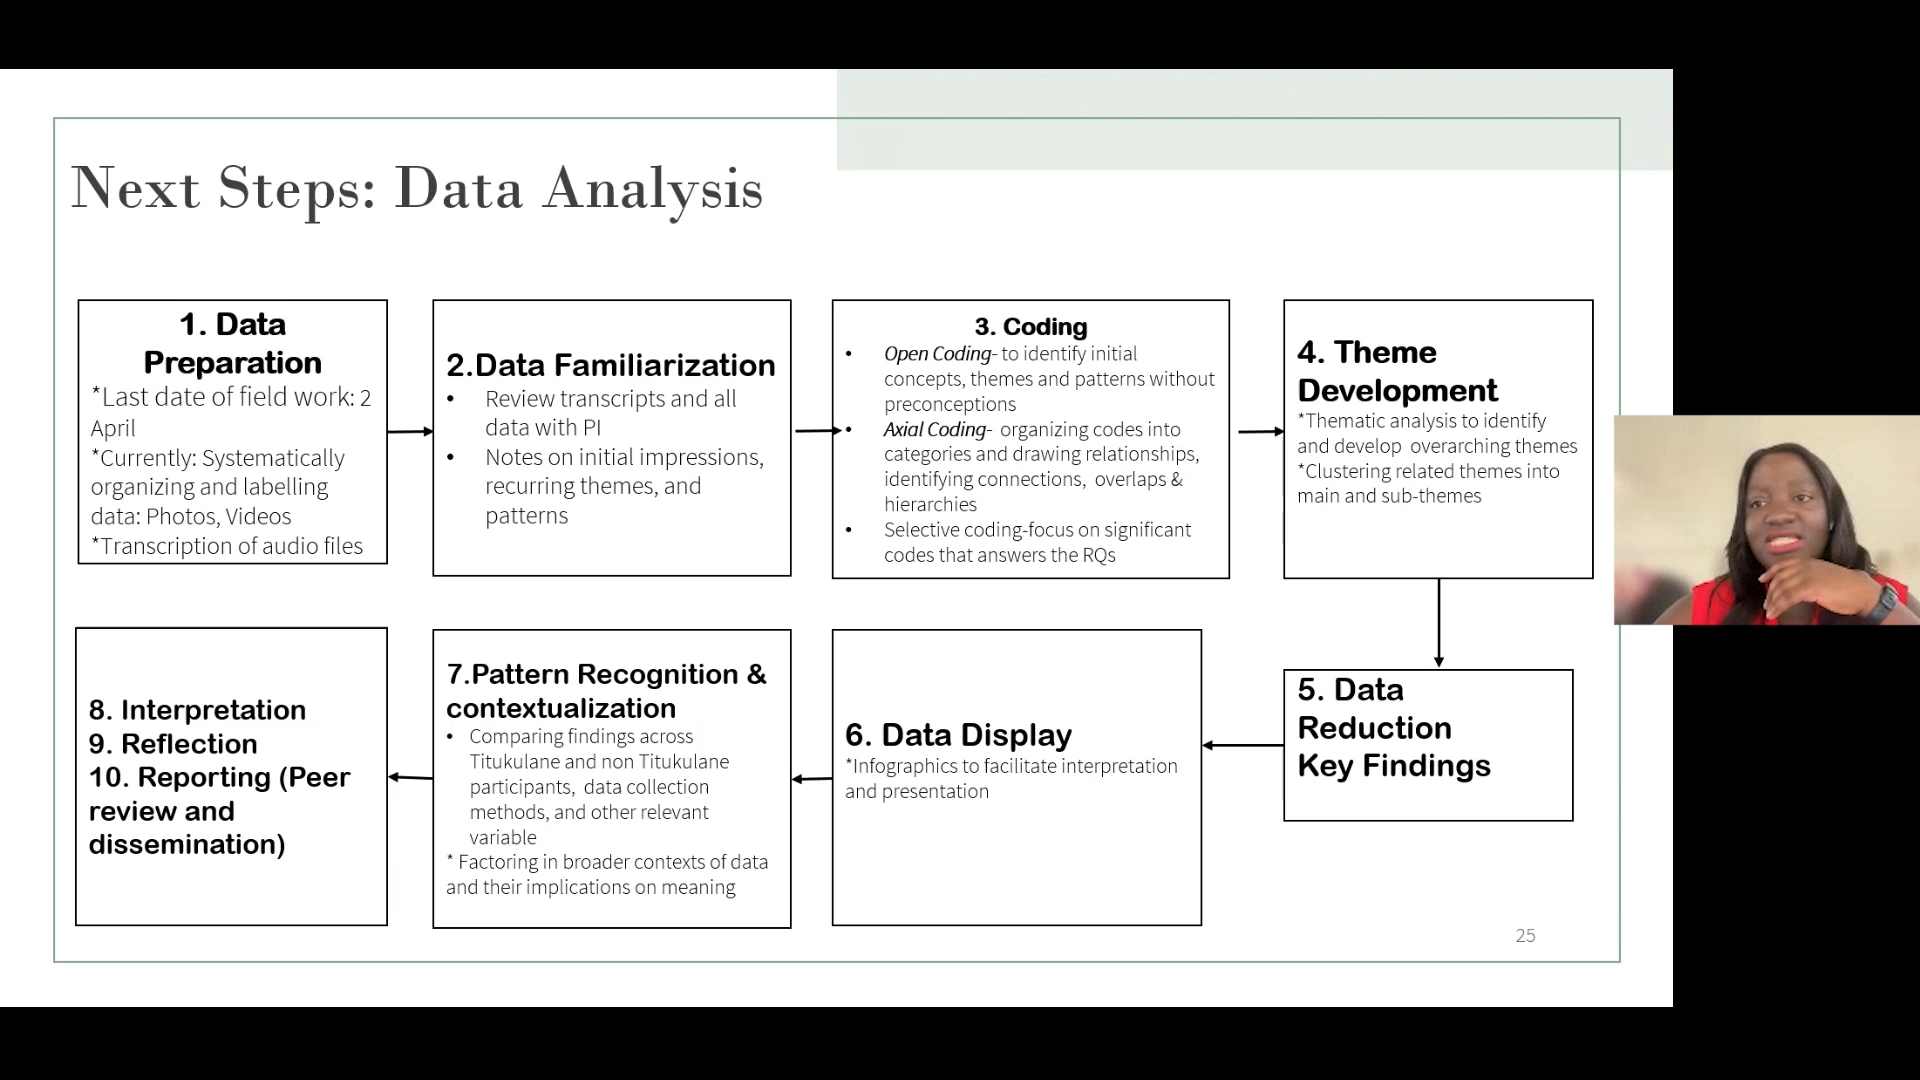 Next Steps: Data Analysis
1. Data
Preparation
*Last date of field work: 2
April
*Currently: Systematically
organizing and labelling
data: Photos, Videos
*Transcription of audio files
2.Data Familiarization
• Review transcripts and all
data with PI
• Notes on initial impressions,
recurring themes, and
patterns
3. Coding
• Open Coding- to identify initial
concepts, themes and patterns without
preconceptions
• Axial Coding- organizing codes into
categories and drawing relationships,
identifying connections, overlaps &
hierarchies
• Selective coding-focus on significant
codes that answers the RQs
4. Theme
Development
*Thematic analysis to identify
and develop overarching themes
*Clustering related themes into
main and sub-themes
5. Data
Reduction
Key Findings
6. Data Display
*Infographics to facilitate interpretation
and presentation
7.Pattern Recognition &
contextualization
• Comparing findings across
Titukulane and non Titukulane
participants, data collection
methods, and other relevant
variable
* Factoring in broader contexts of data
and their implications on meaning
8. Interpretation
9. Reflection
10. Reporting (Peer
review and
dissemination)
25